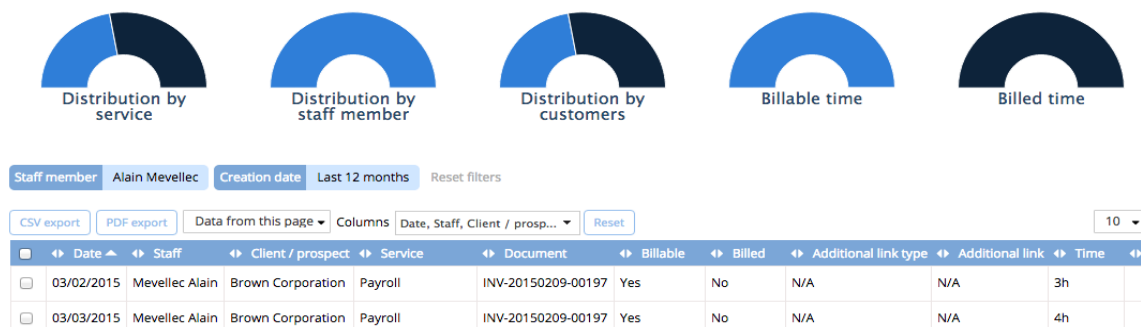 Distribution by
service
Distribution by
staff member
Distribution by
customers
Billable time
Billed time
Staff member Alain Mevellec Creation date Last 12 months Reset filters
CSV export PDF export Data from this page Columns Date, Staff, Client / prosp... Reset 10
Date Staff Client / prospect Service Document Billable Billed Additional link type Additional link Time
03/02/2015 Mevellec Alain Brown Corporation Payroll INV-20150209-00197 Yes No N/A N/A 3h
03/03/2015 Mevellec Alain Brown Corporation Payroll INV-20150209-00197 Yes No N/A N/A 4h